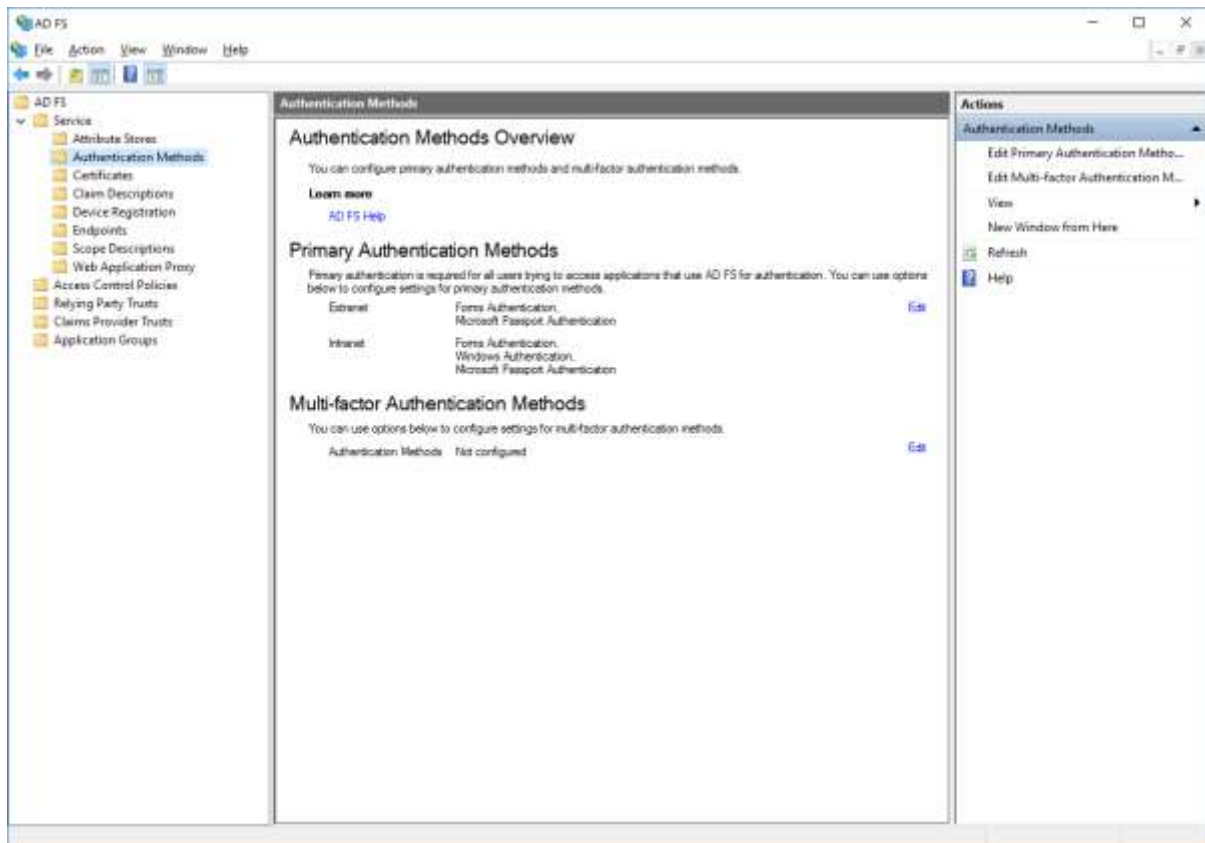 AD FS
File Action View Window Help
AD FS
Service
Attribute Stores
Authentication Methods
Certificates
Claim Descriptions
Device Registration
Endpoints
Scope Descriptions
Web Application Proxy
Access Control Policies
Relying Party Trusts
Claims Provider Trusts
Application Groups
Authentication Methods
Authentication Methods Overview
You can configure primary authentication methods and multi-factor authentication methods.
Learn more
AD FS Help
Primary Authentication Methods
Primary authentication is required for all users trying to access applications that use AD FS for authentication. You can use options
below to configure settings for primary authentication methods.
Extranet Forms Authentication, Edit
Microsoft Passport Authentication
Intranet Forms Authentication,
Windows Authentication,
Microsoft Passport Authentication
Multi-factor Authentication Methods
You can use options below to configure settings for multi-factor authentication methods.
Authentication Methods Not configured Edit
Actions
Authentication Methods
Edit Primary Authentication Metho...
Edit Multi-factor Authentication M...
View
New Window from Here
Refresh
Help